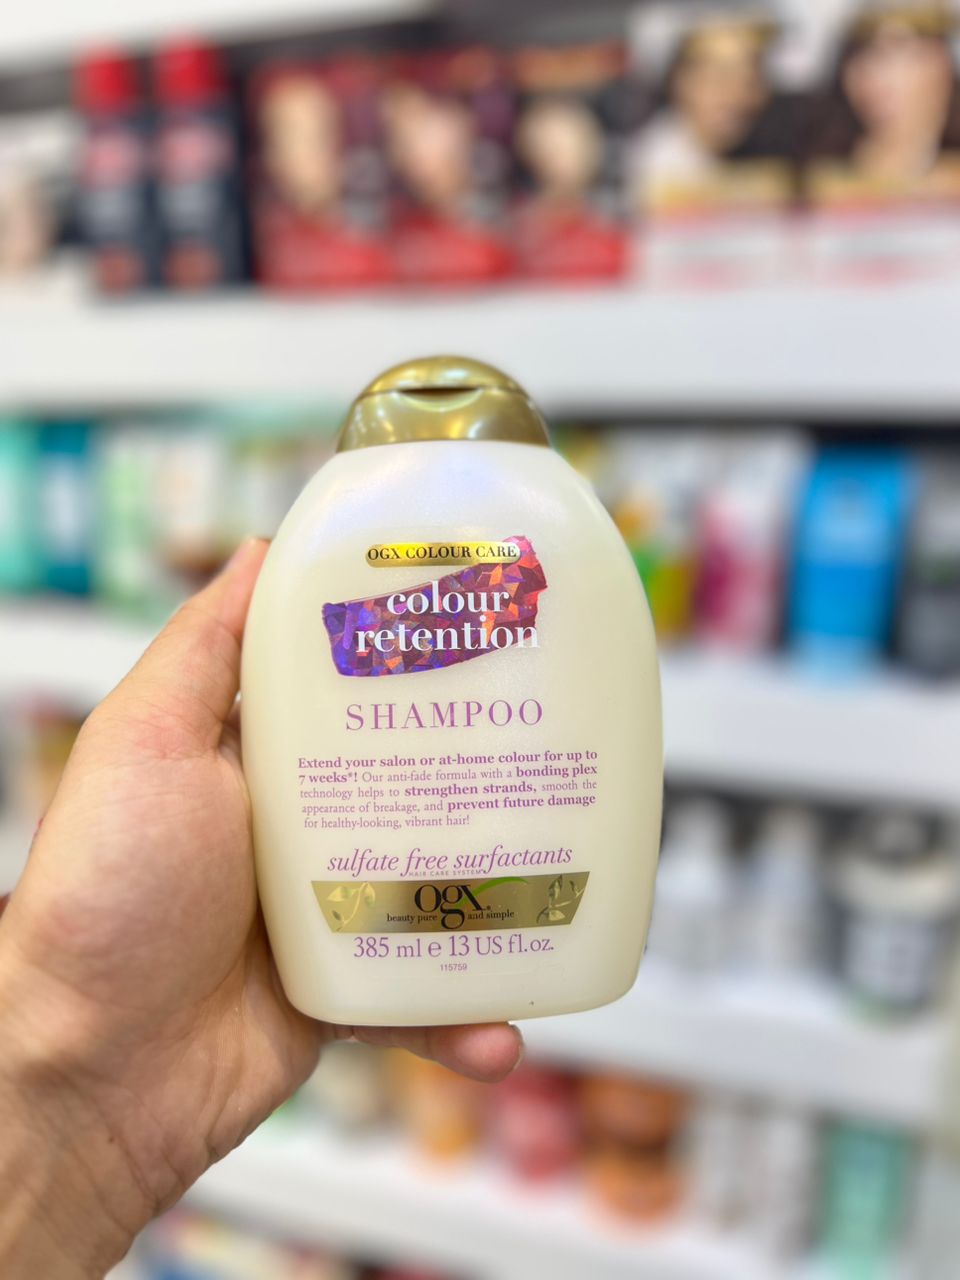 OGX COLOUR CARE
colour
retention
SHAMPOO
Extend your salon or at-home colour for up to
7 weeks*! Our anti-fade formula with a bonding plex
technology helps to strengthen strands, smooth the
appearance of breakage, and prevent future damage
for healthy-looking, vibrant hair!
sulfate free surfactants
HAIR CARE SYSTEM
ogx®
beauty pure and simple
385 ml e 13 US fl.oz.
115759